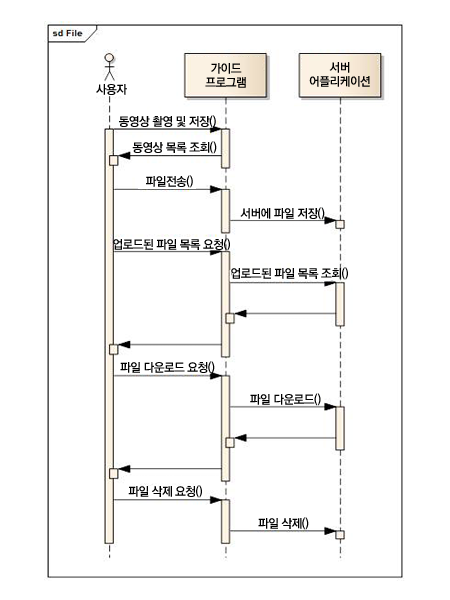 sd File
사용자
가이드
프로그램
서버
어플리케이션
동영상 촬영 및 저장()
동영상 목록 조회()
파일전송()
서버에 파일 저장()
업로드된 파일 목록 요청()
업로드된 파일 목록 조회()
파일 다운로드 요청()
파일 다운로드()
파일 삭제 요청()
파일 삭제()